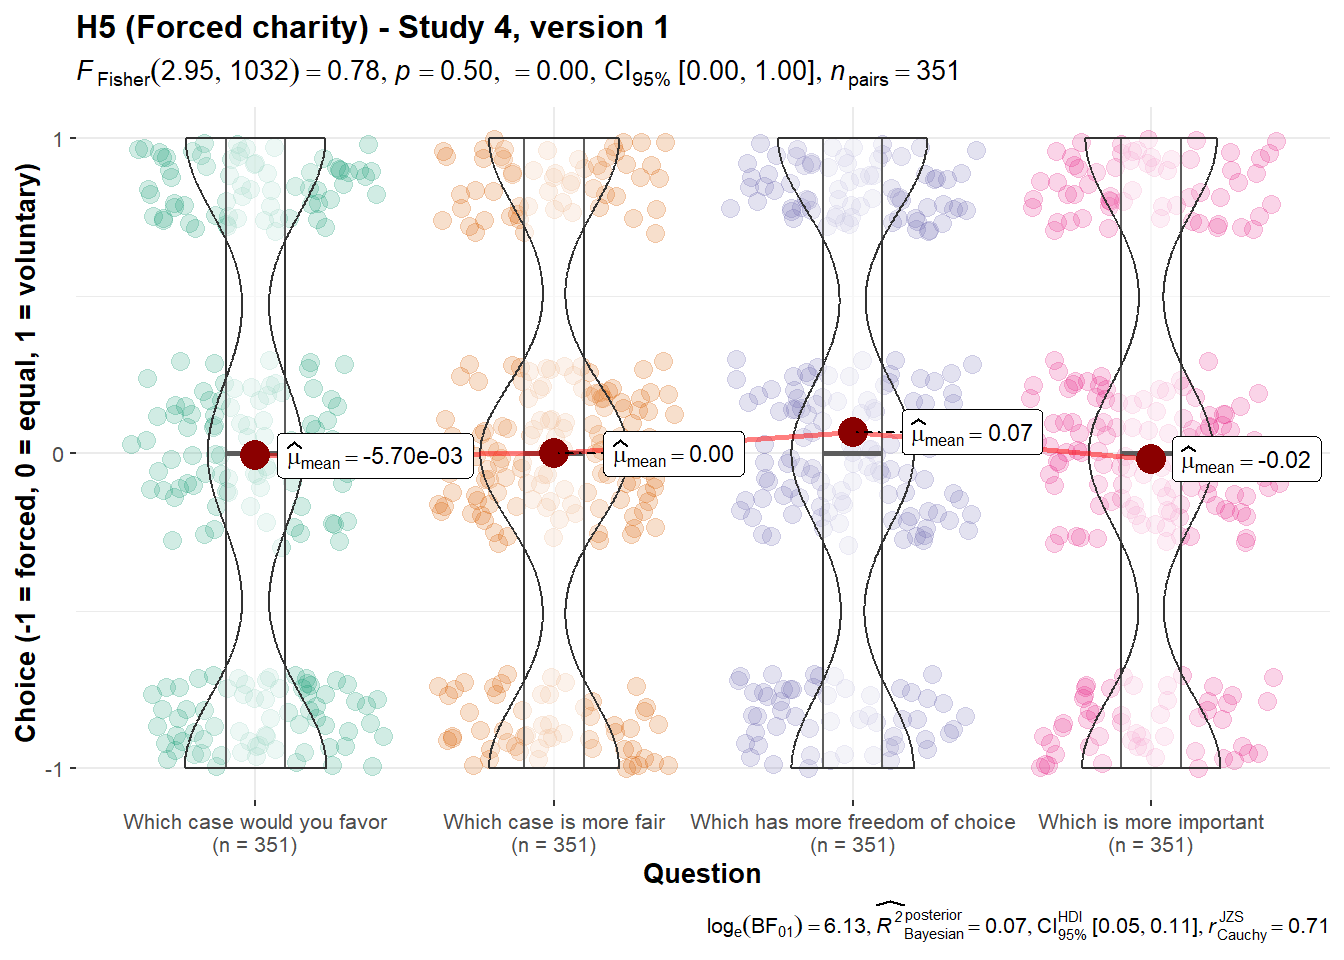 H5 (Forced charity) - Study 4, version 1
F Fisher(2.95, 1032) = 0.78, p = 0.50, = 0.00, CI95% [0.00, 1.00], n pairs = 351
Choice (-1 = forced, 0 = equal, 1 = voluntary)
1
0
-1
μ̂mean = -5.70e-03
μ̂mean = 0.00
μ̂mean = 0.07
μ̂mean = -0.02
Which case would you favor
(n = 351)
Which case is more fair
(n = 351)
Which has more freedom of choice
(n = 351)
Which is more important
(n = 351)
Question
loge(BF01) = 6.13, R̂² posterior Bayesian = 0.07, CI HDI 95% [0.05, 0.11], r JZS Cauchy = 0.71